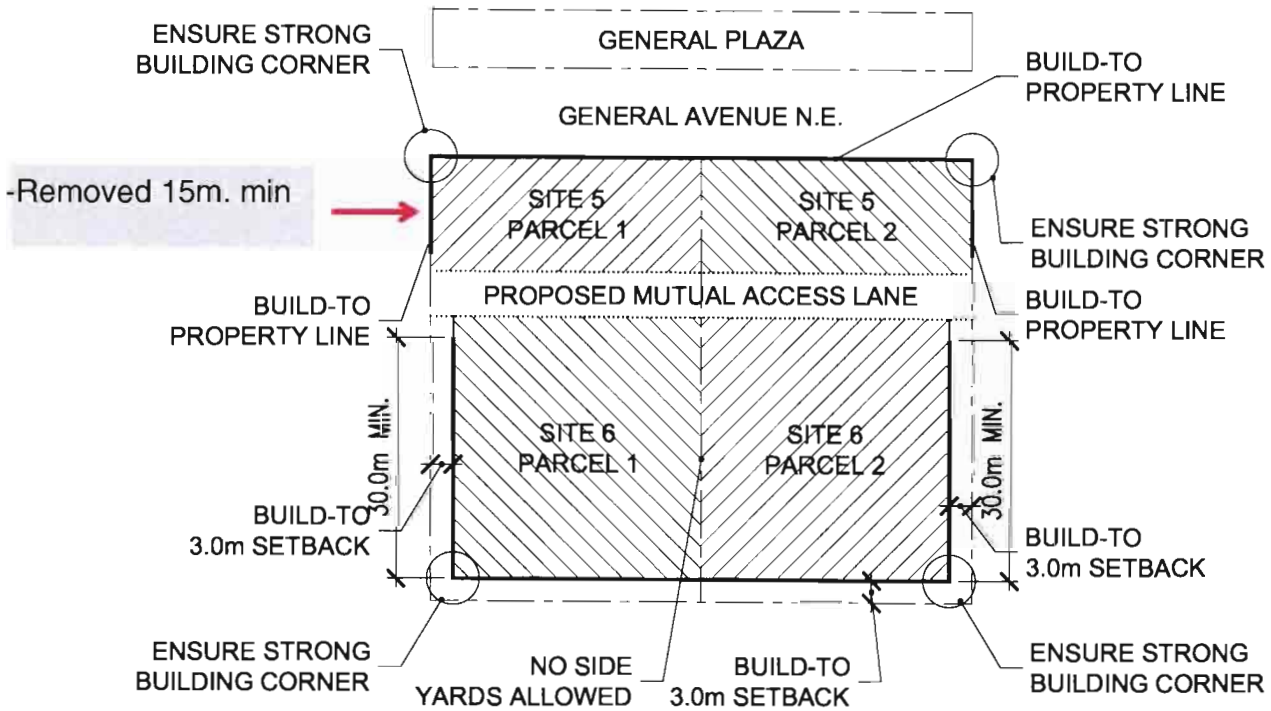 ENSURE STRONG
BUILDING CORNER
GENERAL PLAZA
BUILD-TO
PROPERTY LINE
GENERAL AVENUE N.E.
-Removed 15m. min
SITE 5
PARCEL 1
SITE 5
PARCEL 2
ENSURE STRONG
BUILDING CORNER
BUILD-TO
PROPERTY LINE
PROPOSED MUTUAL ACCESS LANE
BUILD-TO
PROPERTY LINE
30.0m MIN.
SITE 6
PARCEL 1
SITE 6
PARCEL 2
30.0m MIN.
BUILD-TO
3.0m SETBACK
BUILD-TO
3.0m SETBACK
ENSURE STRONG
BUILDING CORNER
NO SIDE
YARDS ALLOWED
BUILD-TO
3.0m SETBACK
ENSURE STRONG
BUILDING CORNER